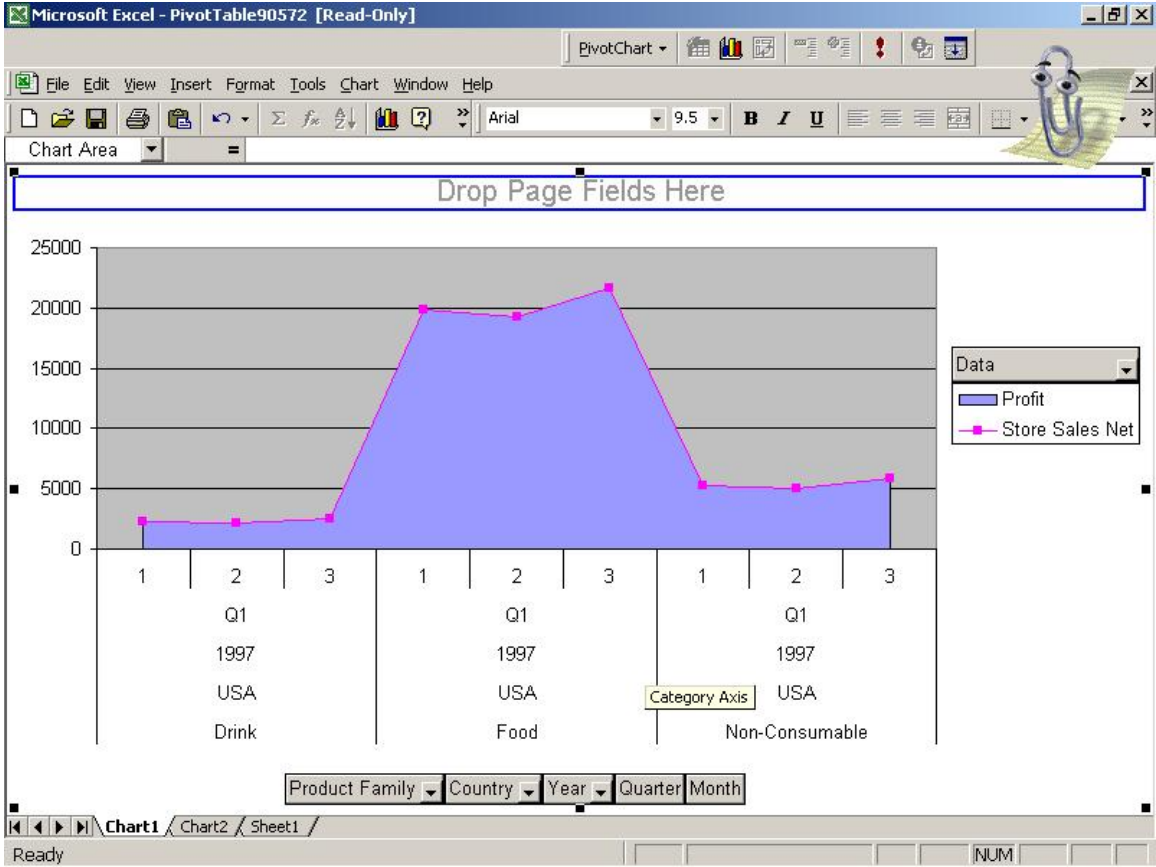 Microsoft Excel - PivotTable90572 [Read-Only]
PivotChart
File Edit View Insert Format Tools Chart Window Help
Arial 9.5 B I U
Chart Area =
Drop Page Fields Here
25000
20000
15000
10000
5000
0
Data
Profit
Store Sales Net
1 2 3 1 2 3 1 2 3
Q1 Q1 Q1
1997 1997 1997
USA USA USA
Category Axis
Drink Food Non-Consumable
Product Family Country Year Quarter Month
Chart1 Chart2 Sheet1
Ready NUM